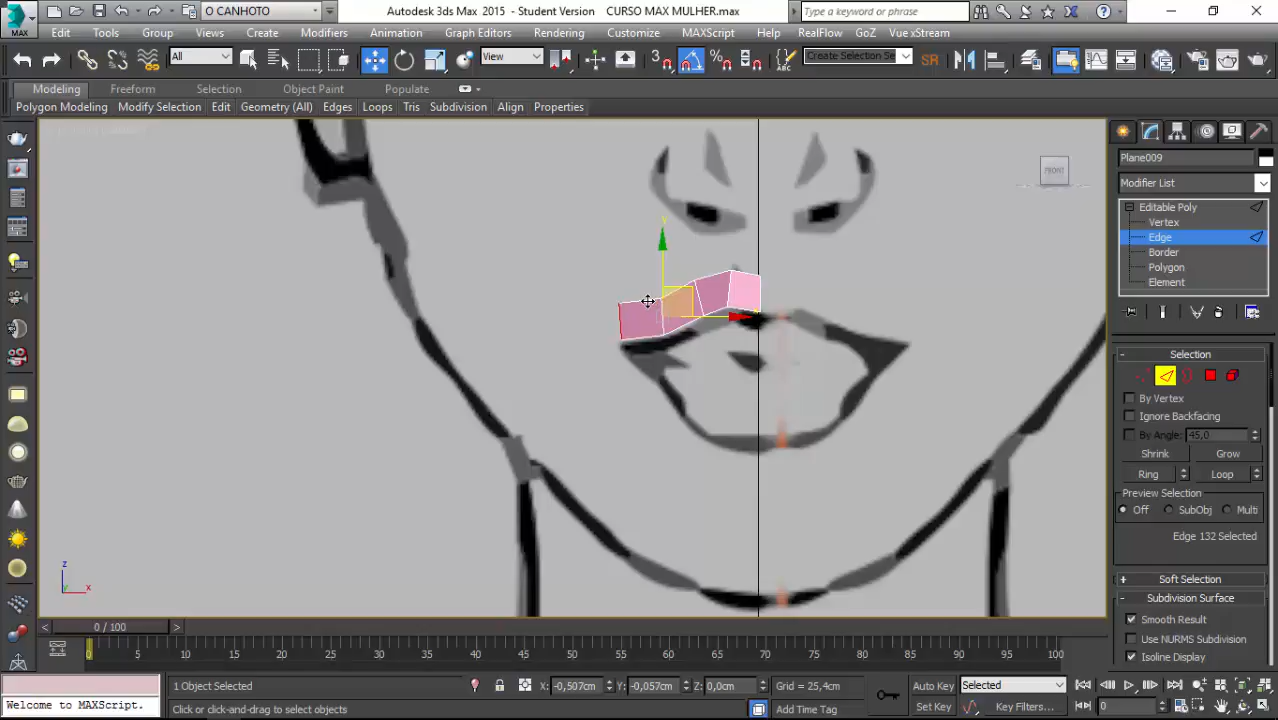 O CANHOTO
Autodesk 3ds Max 2015 - Student Version CURSO MAX MULHER.max
Type a keyword or phrase
MAX
Edit Tools Group Views Create Modifiers Animation Graph Editors Rendering Customize MAXScript Help RealFlow GoZ Vue xStream
All View 3 Create Selection Se SR
Modeling Freeform Selection Object Paint Populate
Polygon Modeling Modify Selection Edit Geometry (All) Edges Loops Tris Subdivision Align Properties
Plane009
FRONT
Modifier List
Editable Poly
Vertex
Edge
Border
Polygon
Element
Selection
By Vertex
Ignore Backfacing
By Angle: 45,0
Shrink Grow
Ring Loop
Preview Selection
Off SubObj Multi
Edge 132 Selected
Soft Selection
Subdivision Surface
Smooth Result
Use NURMS Subdivision
Isoline Display
y
z
x
0 / 100
0 5 10 15 20 25 30 35 40 45 50 55 60 65 70 75 80 85 90 95 100
1 Object Selected X: -0,507cm Y: -0,057cm Z: 0,0cm Grid = 25,4cm Auto Key Selected
Welcome to MAXScript. Click or click-and-drag to select objects Add Time Tag Set Key Key Filters... 0